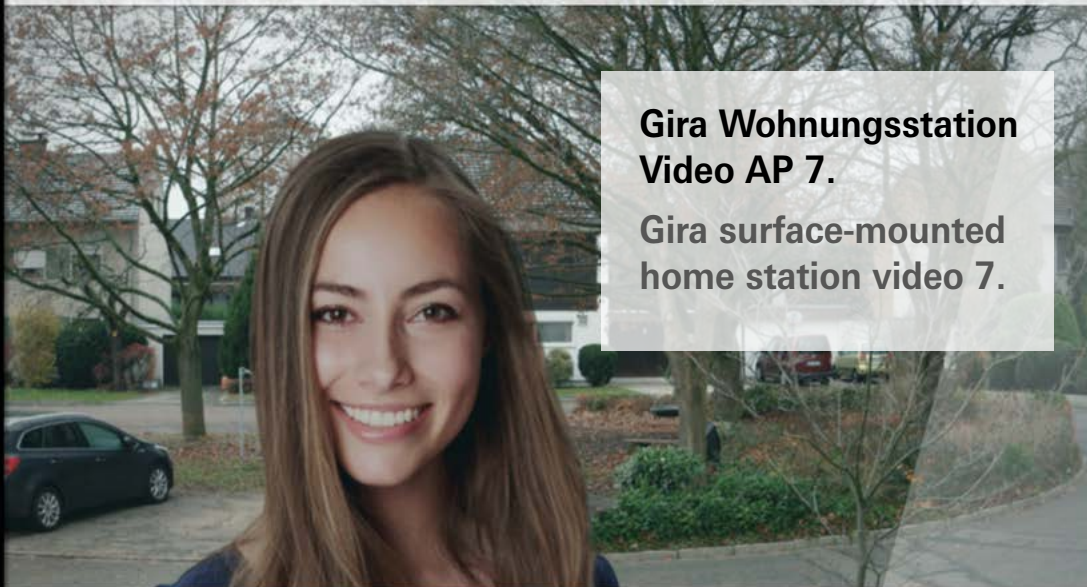 Gira Wohnungsstation
Video AP 7.
Gira surface-mounted
home station video 7.